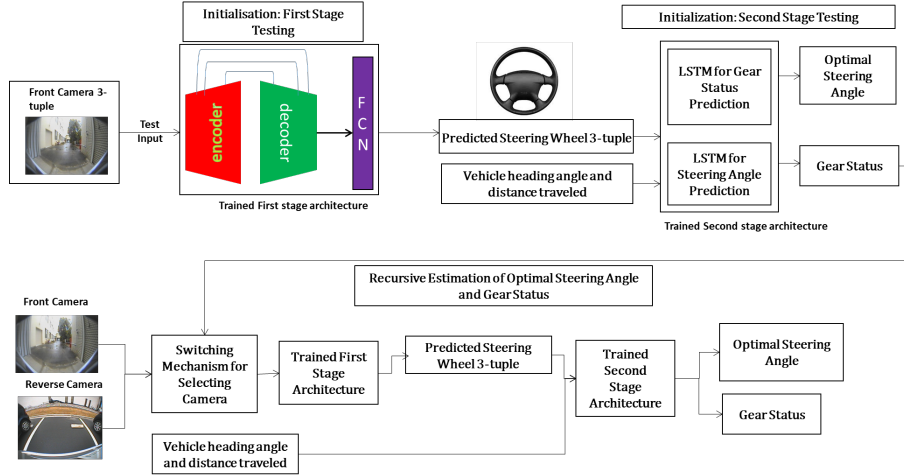 Initialisation: First Stage
Testing
Initialization: Second Stage Testing
Front Camera 3-
tuple
Test
Input
encoder
decoder
F
C
N
Trained First stage architecture
Predicted Steering Wheel 3-tuple
Vehicle heading angle and
distance traveled
LSTM for Gear
Status
Prediction
LSTM for
Steering Angle
Prediction
Trained Second stage architecture
Optimal
Steering
Angle
Gear Status
Recursive Estimation of Optimal Steering Angle
and Gear Status
Front Camera
Reverse Camera
Switching
Mechanism for
Selecting
Camera
Trained First
Stage
Architecture
Predicted Steering
Wheel 3-tuple
Vehicle heading angle
and distance traveled
Trained
Second
Stage
Architecture
Optimal Steering
Angle
Gear Status